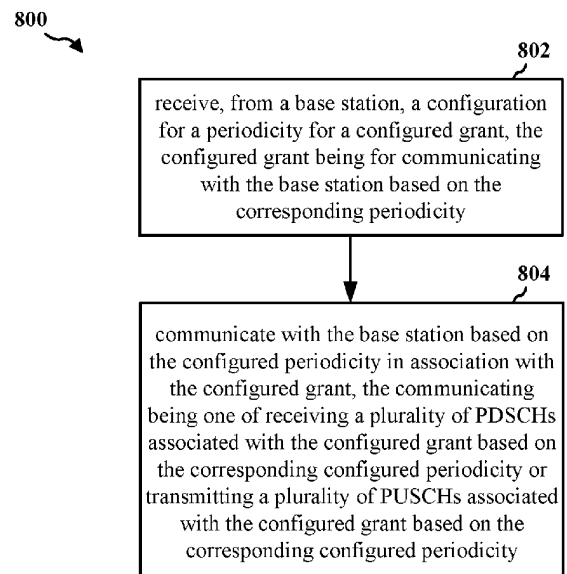 800
802
receive, from a base station, a configuration
for a periodicity for a configured grant, the
configured grant being for communicating
with the base station based on the
corresponding periodicity
804
communicate with the base station based on
the configured periodicity in association with
the configured grant, the communicating
being one of receiving a plurality of PDSCHs
associated with the configured grant based on
the corresponding configured periodicity or
transmitting a plurality of PUSCHs associated
with the configured grant based on the
corresponding configured periodicity